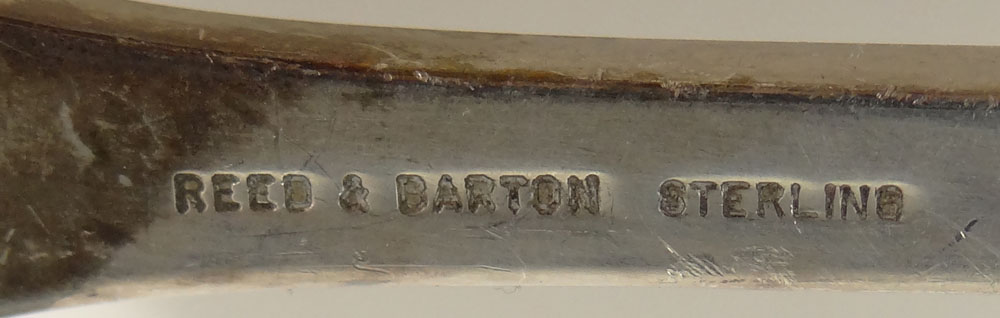 REED & BARTON STERLING